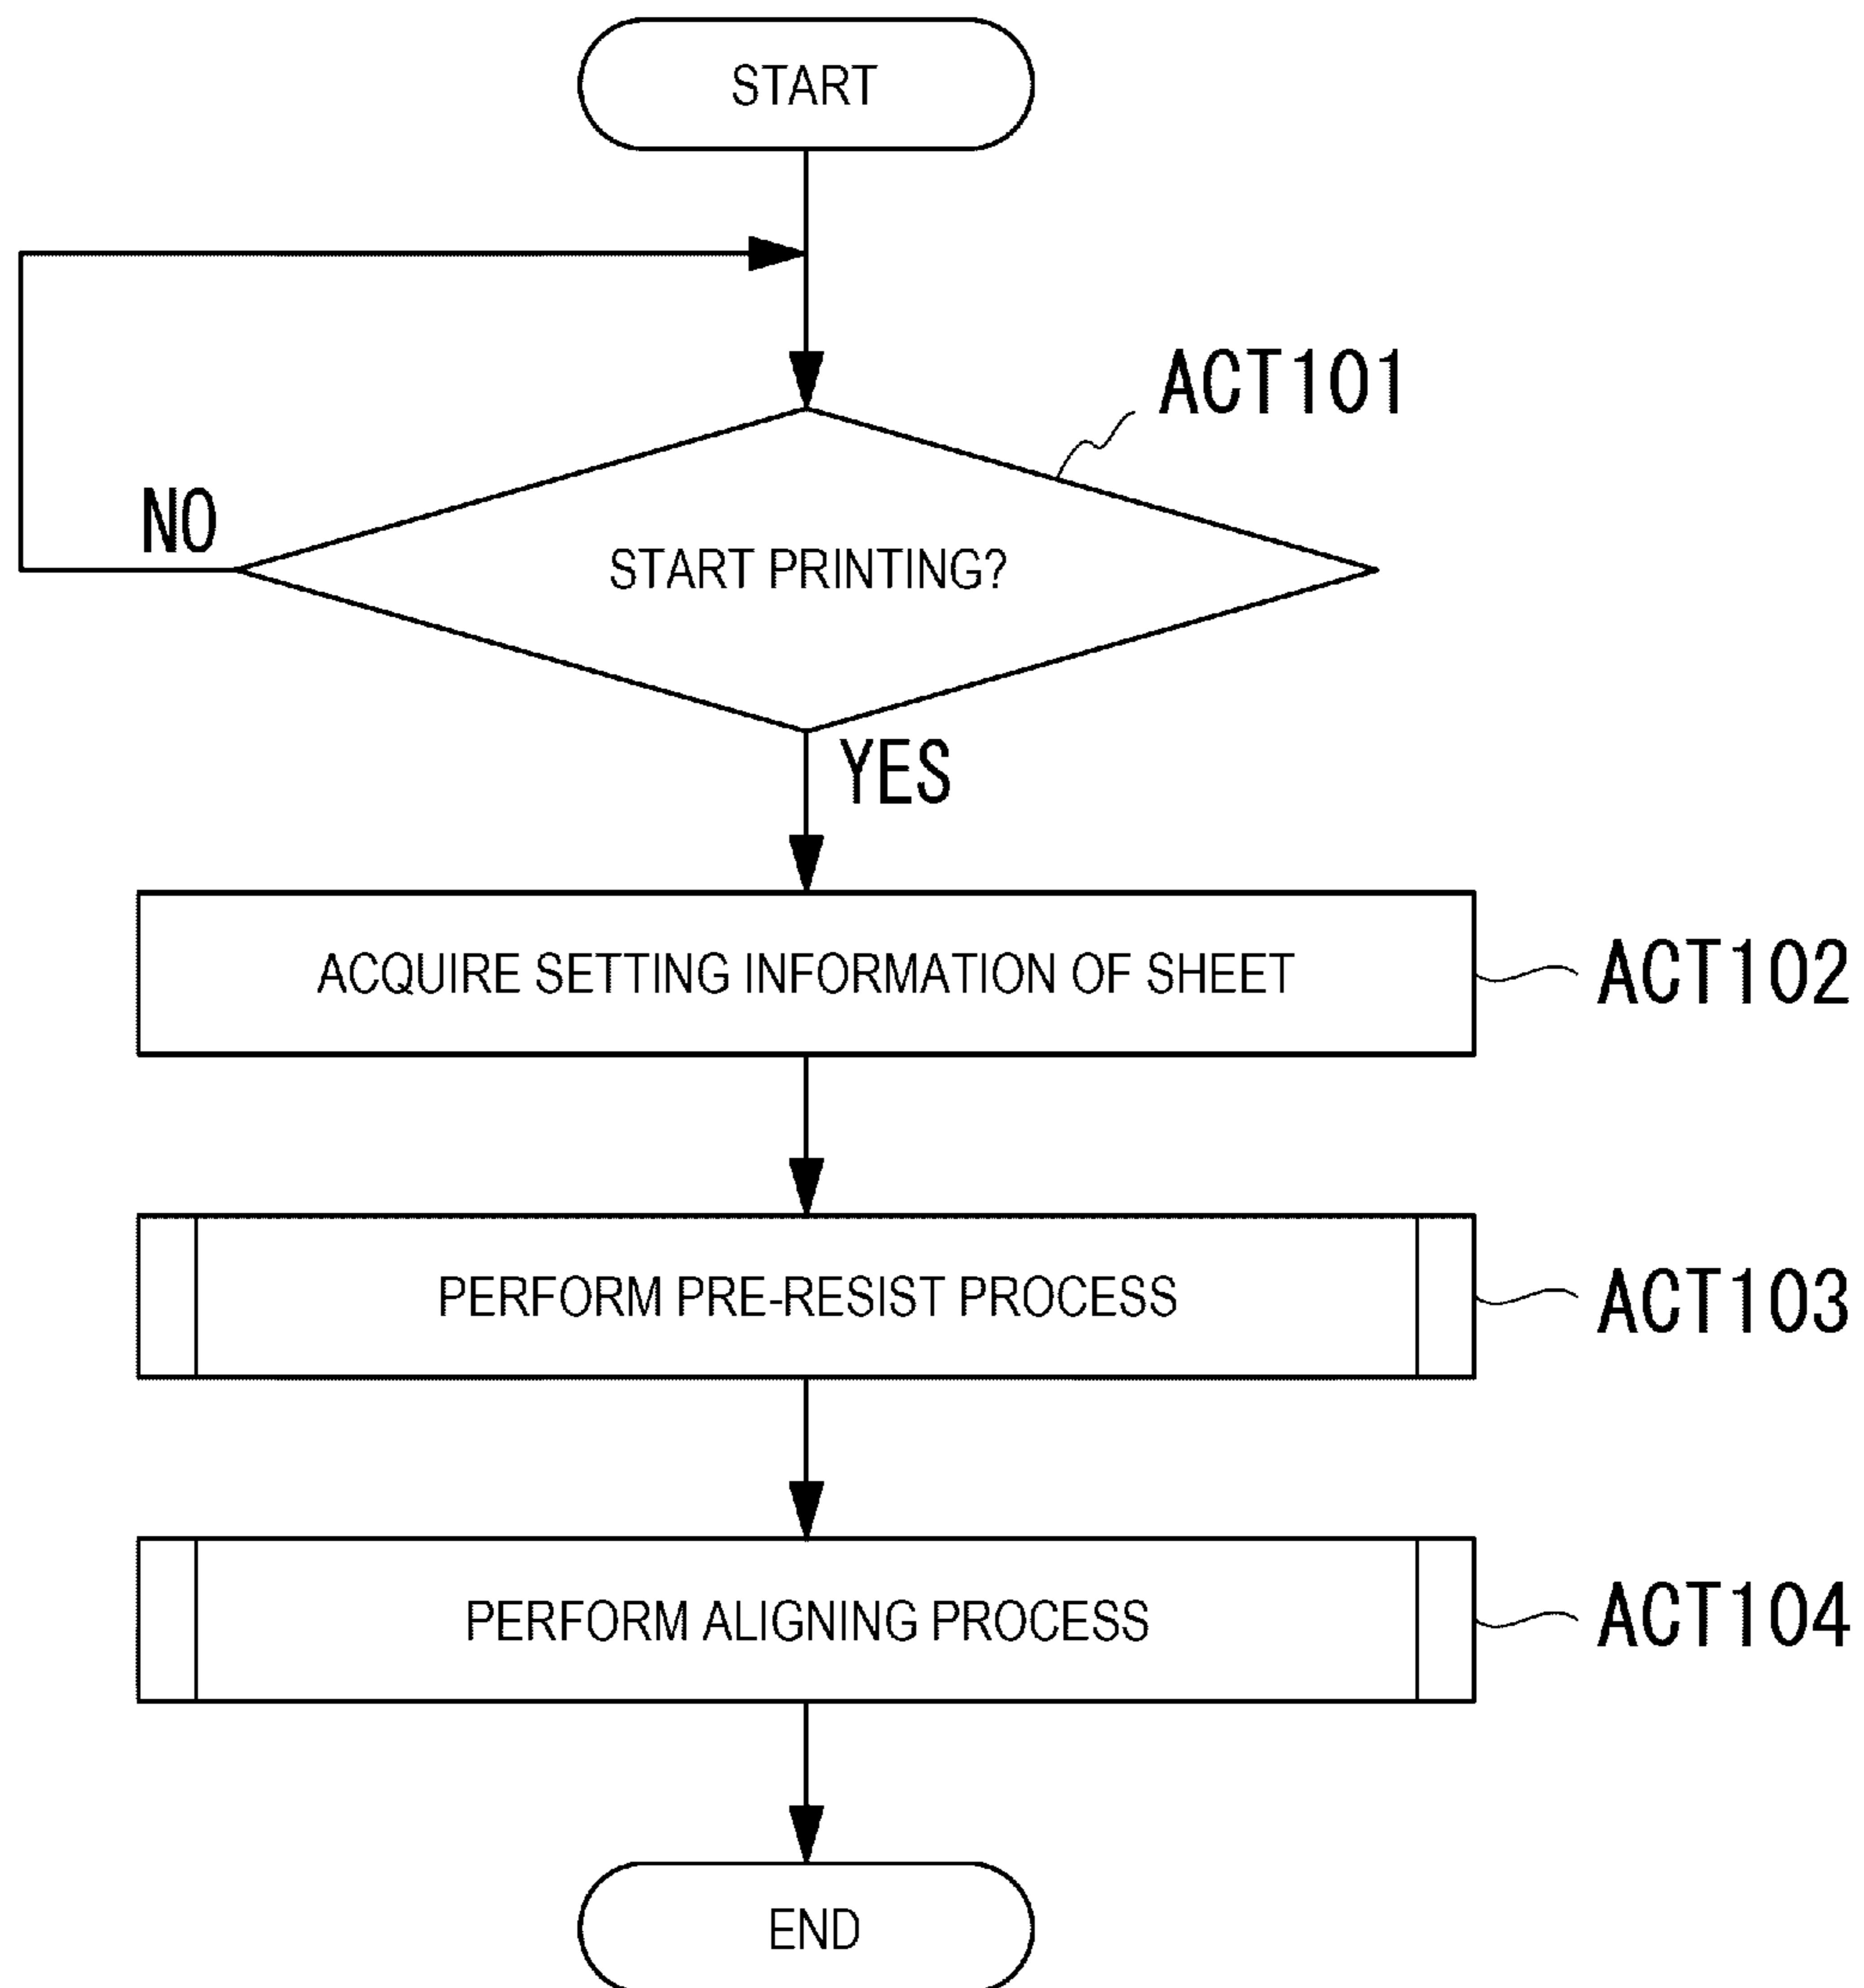 START
ACT101
NO
START PRINTING?
YES
ACQUIRE SETTING INFORMATION OF SHEET
ACT102
PERFORM PRE-RESIST PROCESS
ACT103
PERFORM ALIGNING PROCESS
ACT104
END